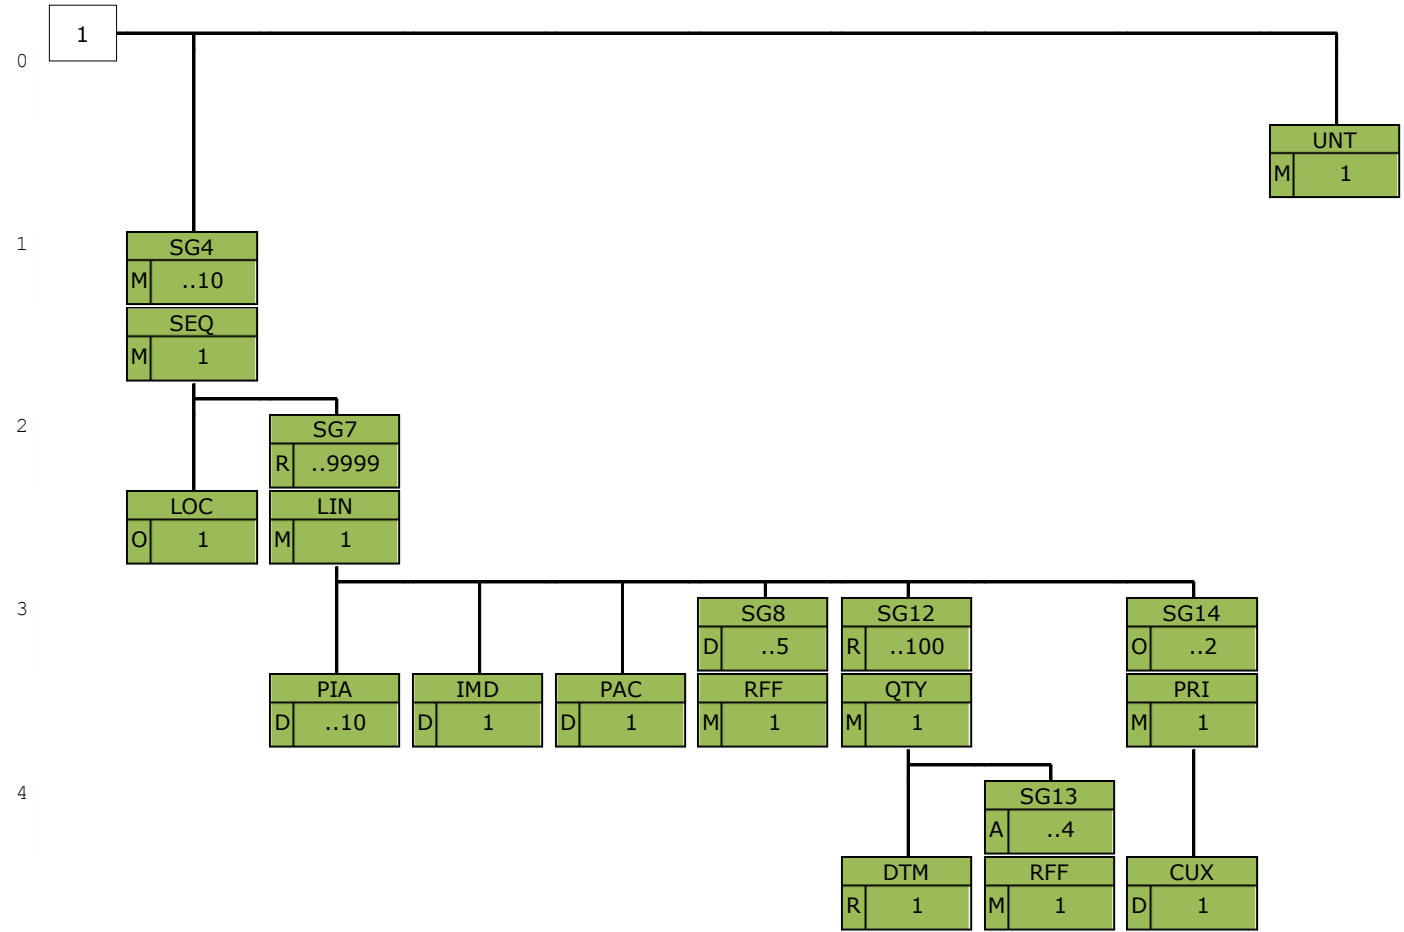 1
0
UNT
M 1
1
SG4
M ..10
SEQ
M 1
2
SG7
R ..9999
LOC LIN
O 1 M 1
3
SG8 SG12 SG14
D ..5 R ..100 O ..2
PIA IMD PAC RFF QTY PRI
D ..10 D 1 D 1 M 1 M 1 M 1
4
SG13
A ..4
DTM RFF CUX
R 1 M 1 D 1